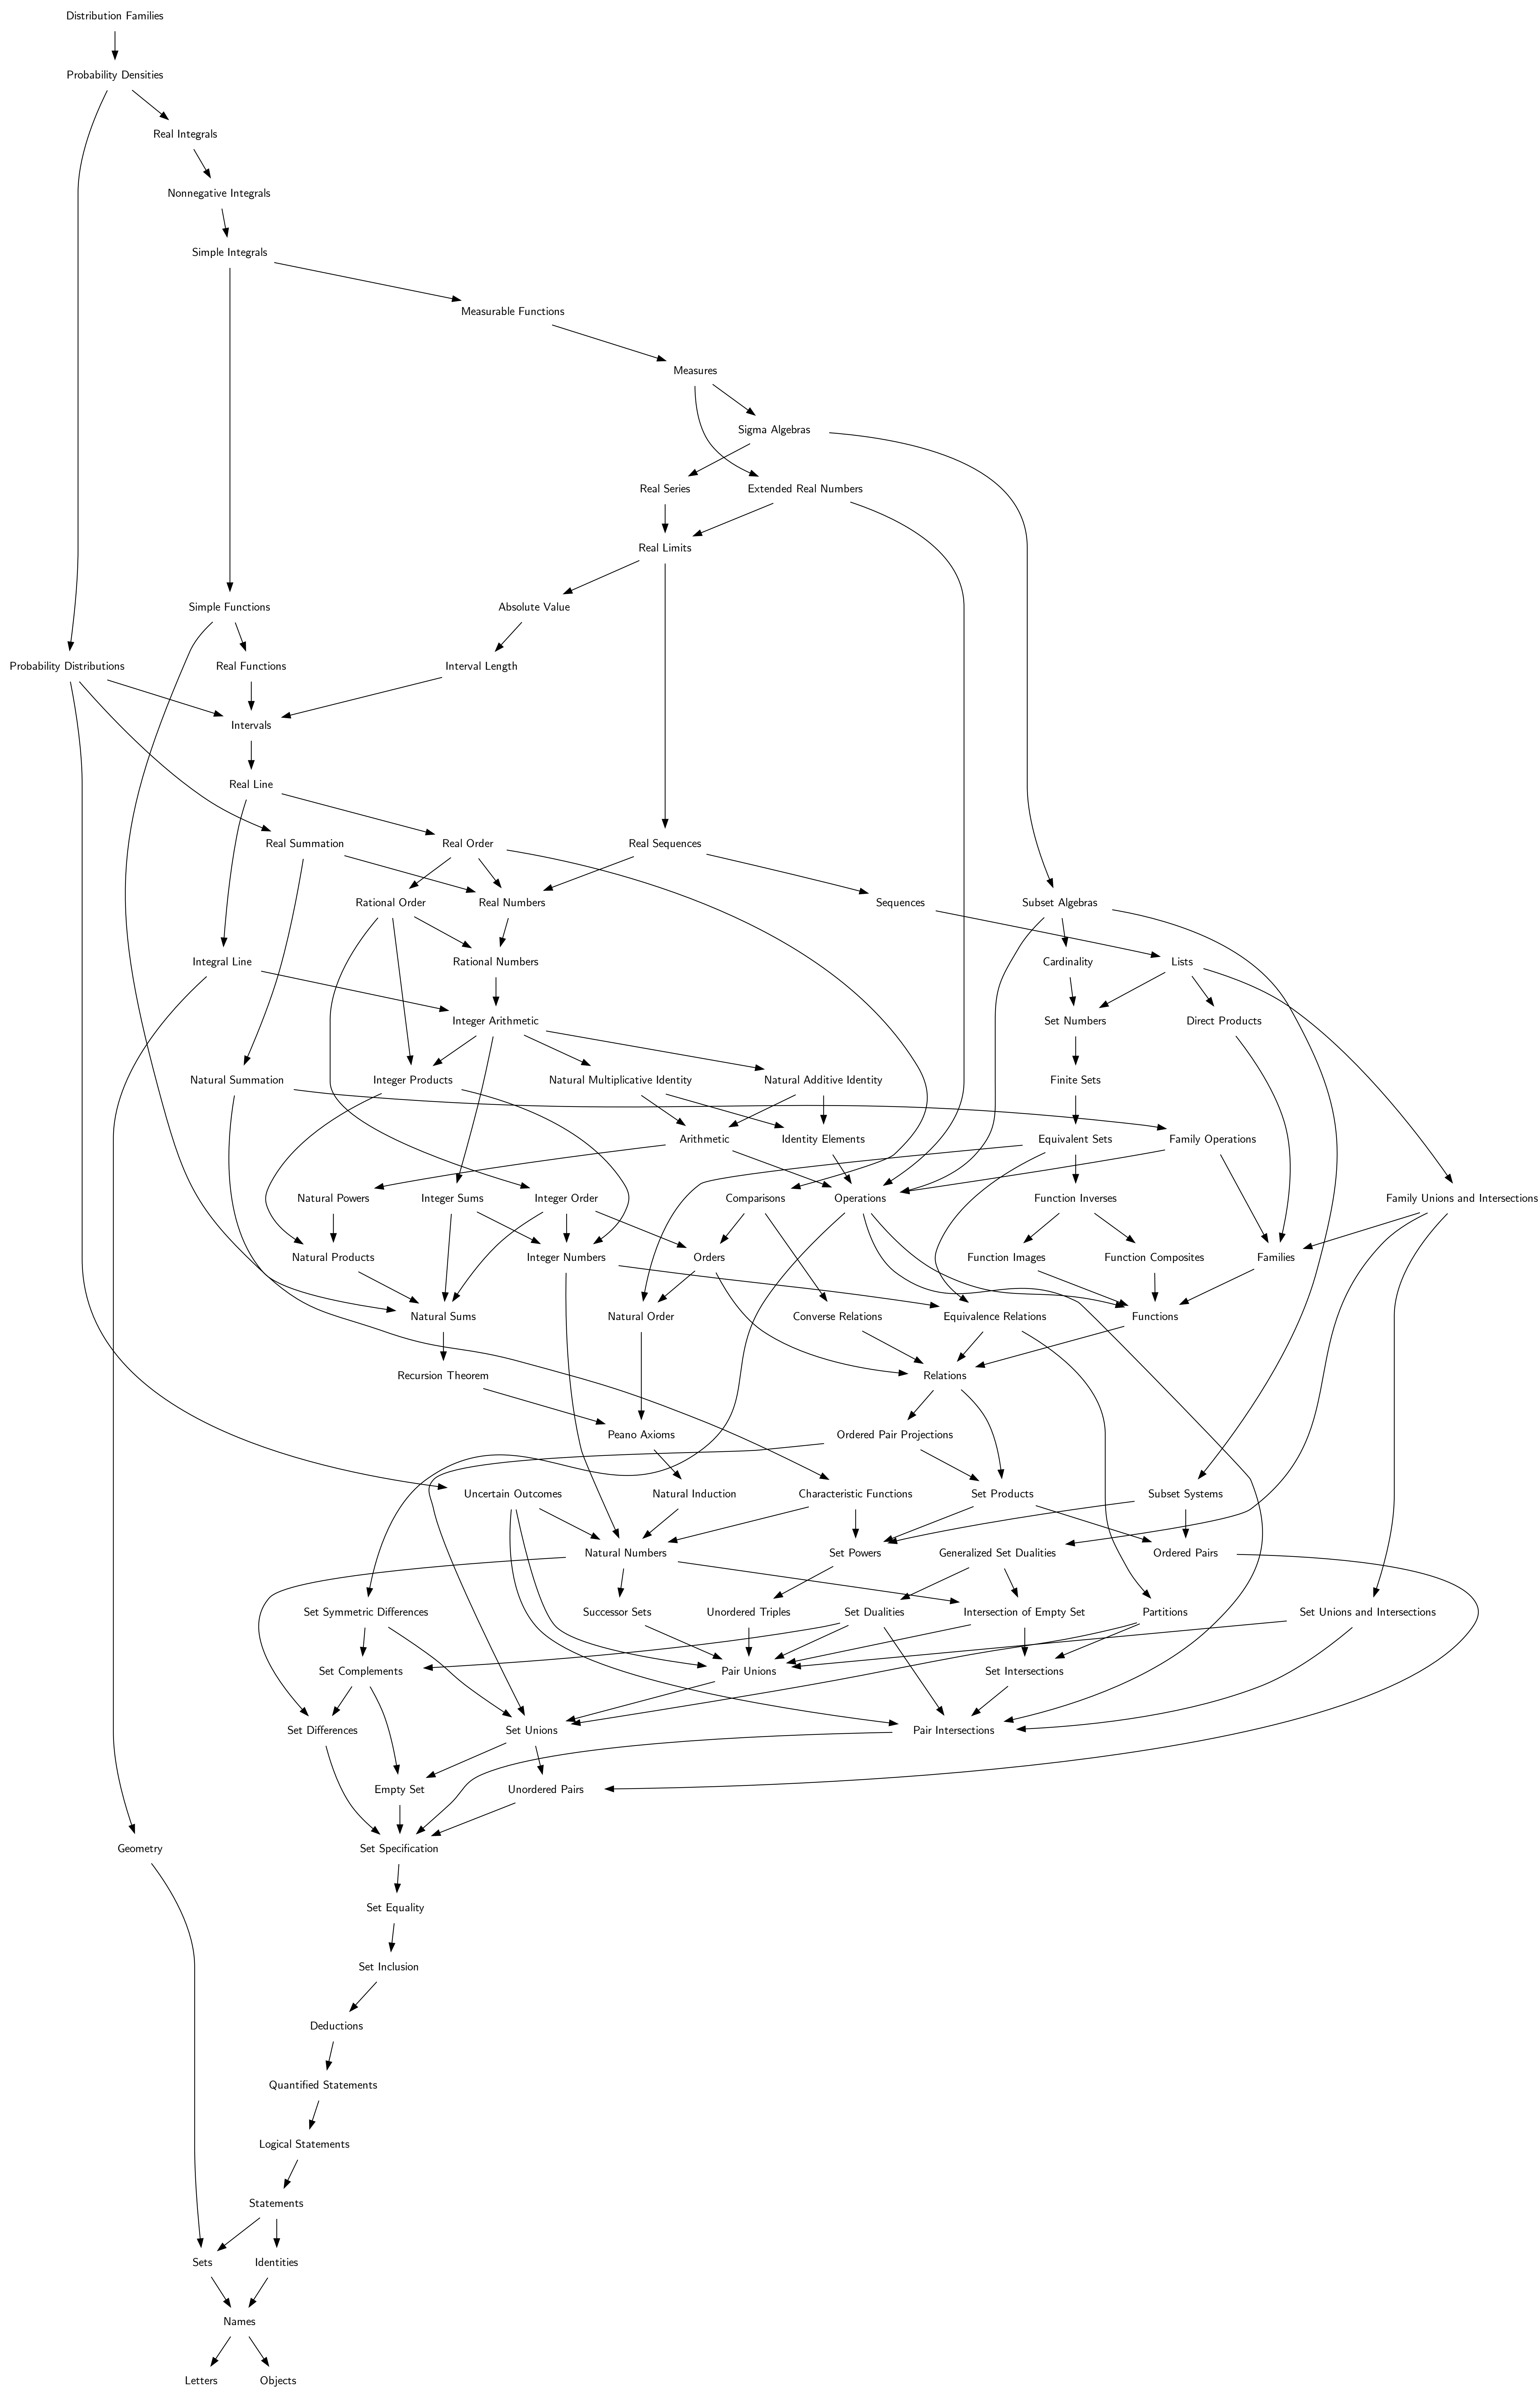 Distribution Families
Probability Densities
Real Integrals
Nonnegative Integrals
Simple Integrals
Measurable Functions
Measures
Sigma Algebras
Real Series
Extended Real Numbers
Real Limits
Simple Functions
Absolute Value
Probability Distributions
Real Functions
Interval Length
Intervals
Real Line
Real Summation
Real Order
Real Sequences
Rational Order
Real Numbers
Sequences
Subset Algebras
Integral Line
Rational Numbers
Cardinality
Lists
Integer Arithmetic
Set Numbers
Direct Products
Natural Summation
Integer Products
Natural Multiplicative Identity
Natural Additive Identity
Finite Sets
Arithmetic
Identity Elements
Equivalent Sets
Family Operations
Natural Powers
Integer Sums
Integer Order
Comparisons
Operations
Function Inverses
Family Unions and Intersections
Natural Products
Integer Numbers
Orders
Function Images
Function Composites
Families
Natural Sums
Natural Order
Converse Relations
Equivalence Relations
Functions
Recursion Theorem
Relations
Peano Axioms
Ordered Pair Projections
Uncertain Outcomes
Natural Induction
Characteristic Functions
Set Products
Subset Systems
Natural Numbers
Set Powers
Generalized Set Dualities
Ordered Pairs
Set Symmetric Differences
Successor Sets
Unordered Triples
Set Dualities
Intersection of Empty Set
Partitions
Set Unions and Intersections
Set Complements
Pair Unions
Set Intersections
Set Differences
Set Unions
Pair Intersections
Empty Set
Unordered Pairs
Geometry
Set Specification
Set Equality
Set Inclusion
Deductions
Quantified Statements
Logical Statements
Statements
Sets
Identities
Names
Letters
Objects